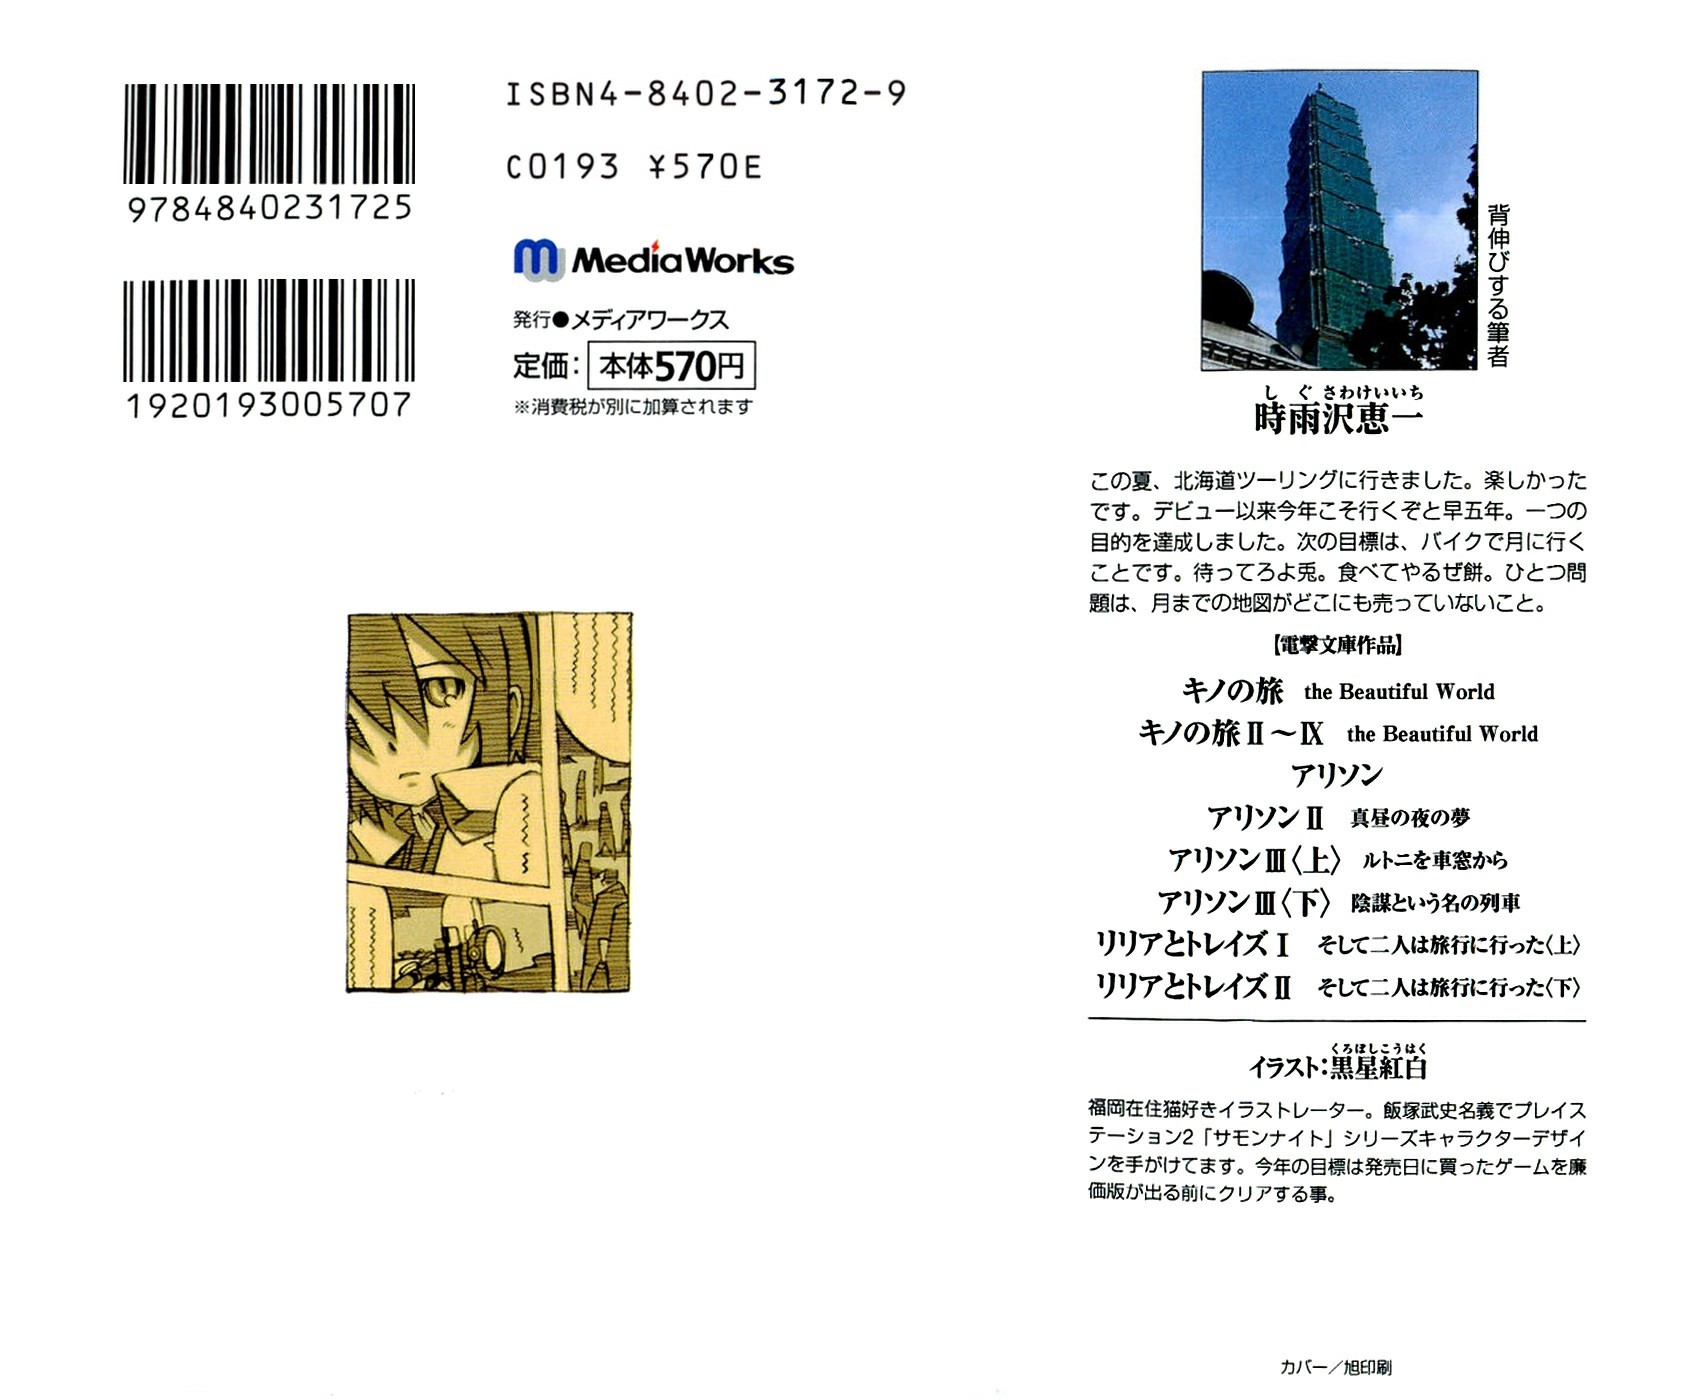 9784840231725
1920193005707
ISBN4-8402-3172-9
C0193 ¥570E
m MediaWorks
発行●メディアワークス
定価: 本体570円
※消費税が別に加算されます
背伸びする筆者
しぐさわけいいち
時雨沢恵一
この夏、北海道ツーリングに行きました。楽しかった
です。デビュー以来今年こそ行くぞと早五年。一つの
目的を達成しました。次の目標は、バイクで月に行く
ことです。待ってろよ兎。食べてやるぜ餅。ひとつ問
題は、月までの地図がどこにも売っていないこと。
【電撃文庫作品】
キノの旅 the Beautiful World
キノの旅Ⅱ〜Ⅸ the Beautiful World
アリソン
アリソンⅡ 真昼の夜の夢
アリソンⅢ〈上〉 ルトニを車窓から
アリソンⅢ〈下〉 陰謀という名の列車
リリアとトレイズⅠ そして二人は旅行に行った〈上〉
リリアとトレイズⅡ そして二人は旅行に行った〈下〉
くろぼしこうはく
イラスト:黒星紅白
福岡在住猫好きイラストレーター。飯塚武史名義でプレイス
テーション2「サモンナイト」シリーズキャラクターデザイ
ンを手がけてます。今年の目標は発売日に買ったゲームを廉
価版が出る前にクリアする事。
カバー／旭印刷